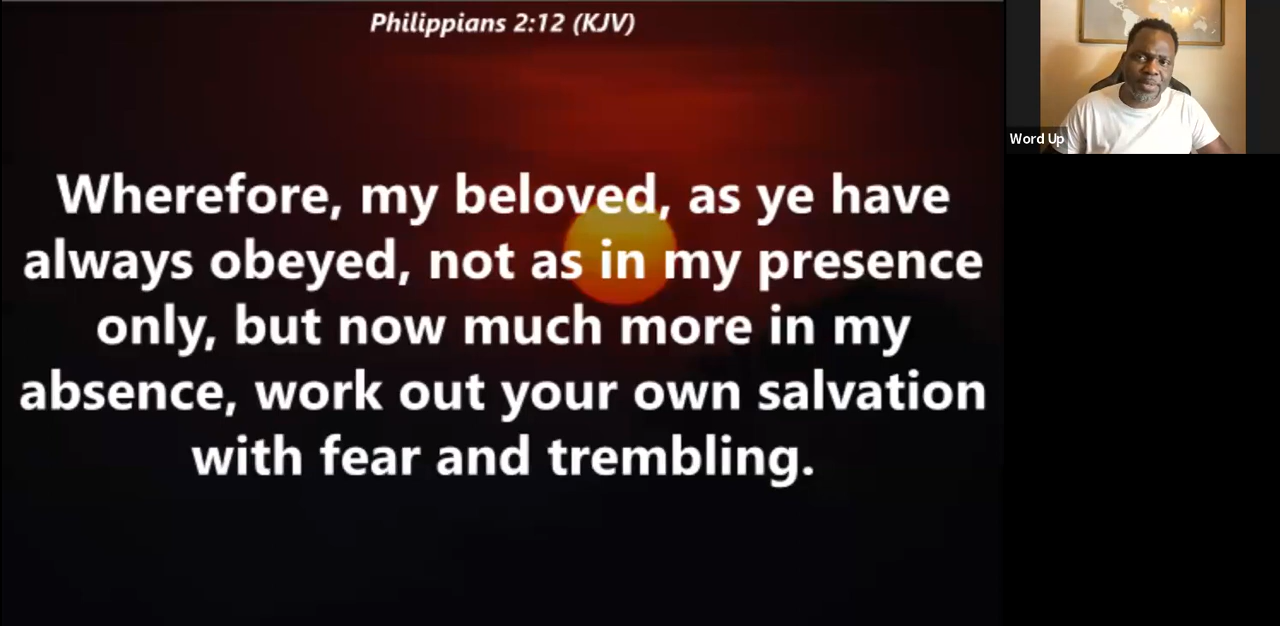 Philippians 2:12 (KJV)
Wherefore, my beloved, as ye have
always obeyed, not as in my presence
only, but now much more in my
absence, work out your own salvation
with fear and trembling.
Word Up